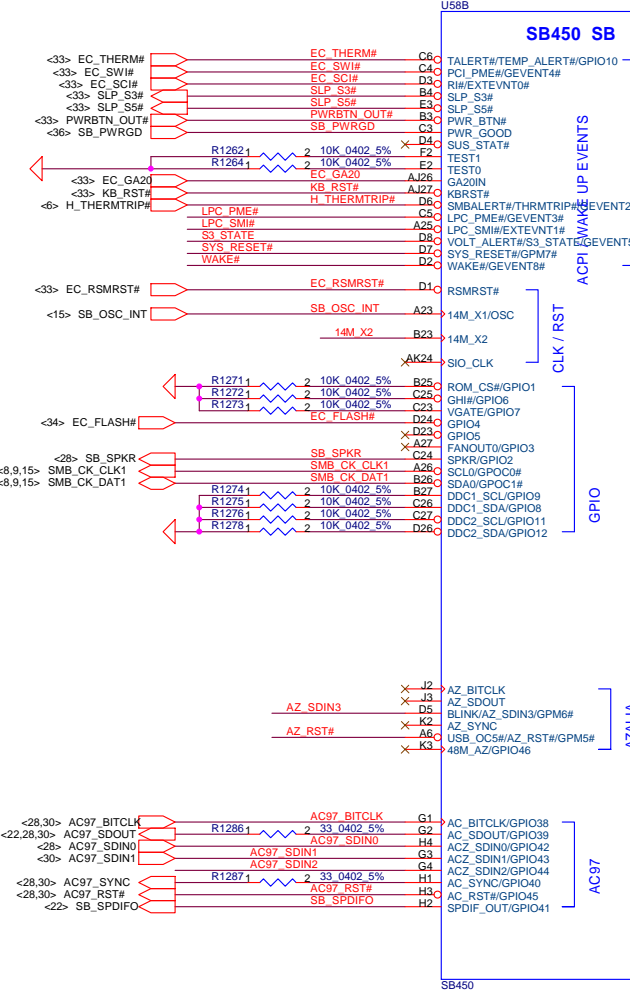 U58B
SB450 SB
<33> EC_THERM# EC_THERM# C6 TALERT#/TEMP_ALERT#/GPIO10
<33> EC_SWI# EC_SWI# C4 PCI_PME#/GEVENT4#
<33> EC_SCI# EC_SCI# D3 RI#/EXTEVNT0#
<33> SLP_S3# SLP_S3# B4 SLP_S3#
<33> SLP_S5# SLP_S5# E3 SLP_S5#
<33> PWRBTN_OUT# PWRBTN_OUT# B3 PWR_BTN#
<36> SB_PWRGD SB_PWRGD C3 PWR_GOOD
D4 SUS_STAT#
R1262 1 2 10K_0402_5% F2 TEST1
R1264 1 2 10K_0402_5% E2 TEST0
<33> EC_GA20 EC_GA20 AJ26 GA20IN
<33> KB_RST# KB_RST# AJ27 KBRST#
<6> H_THERMTRIP# H_THERMTRIP# D6 SMBALERT#/THRMTRIP#/GEVENT2
LPC_PME# C5 LPC_PME#/GEVENT3#
LPC_SMI# A25 LPC_SMI#/EXTEVNT1#
S3_STATE D8 VOLT_ALERT#/S3_STATE/GEVENT5
SYS_RESET# D7 SYS_RESET#/GPM7#
WAKE# D2 WAKE#/GEVENT8#
ACPI / WAKE UP EVENTS
<33> EC_RSMRST# EC_RSMRST# D1 RSMRST#
<15> SB_OSC_INT SB_OSC_INT A23 14M_X1/OSC
14M_X2 B23 14M_X2
AK24 SIO_CLK
CLK / RST
R1271 1 2 10K_0402_5% B25 ROM_CS#/GPIO1
R1272 1 2 10K_0402_5% C25 GHI#/GPIO6
R1273 1 2 10K_0402_5% C23 VGATE/GPIO7
<34> EC_FLASH# EC_FLASH# D24 GPIO4
D23 GPIO5
A27 FANOUT0/GPIO3
<28> SB_SPKR SB_SPKR C24 SPKR/GPIO2
<8,9,15> SMB_CK_CLK1 SMB_CK_CLK1 A26 SCL0/GPOC0#
<8,9,15> SMB_CK_DAT1 SMB_CK_DAT1 B26 SDA0/GPOC1#
R1274 1 2 10K_0402_5% B27 DDC1_SCL/GPIO9
R1275 1 2 10K_0402_5% C26 DDC1_SDA/GPIO8
R1276 1 2 10K_0402_5% C27 DDC2_SCL/GPIO11
R1278 1 2 10K_0402_5% D26 DDC2_SDA/GPIO12
GPIO
J2 AZ_BITCLK
J3 AZ_SDOUT
AZ_SDIN3 D5 BLINK/AZ_SDIN3/GPM6#
K2 AZ_SYNC
AZ_RST# A6 USB_OC5#/AZ_RST#/GPM5#
K3 48M_AZ/GPIO46
AZALIA
<28,30> AC97_BITCLK AC97_BITCLK G1 AC_BITCLK/GPIO38
<22,28,30> AC97_SDOUT R1286 1 2 33_0402_5% G2 AC_SDOUT/GPIO39
<28> AC97_SDIN0 AC97_SDIN0 H4 ACZ_SDIN0/GPIO42
<30> AC97_SDIN1 AC97_SDIN1 G3 ACZ_SDIN1/GPIO43
AC97_SDIN2 G4 ACZ_SDIN2/GPIO44
<28,30> AC97_SYNC R1287 1 2 33_0402_5% H1 AC_SYNC/GPIO40
<28,30> AC97_RST# AC97_RST# H3 AC_RST#/GPIO45
<22> SB_SPDIFO SB_SPDIFO H2 SPDIF_OUT/GPIO41
AC97
SB450